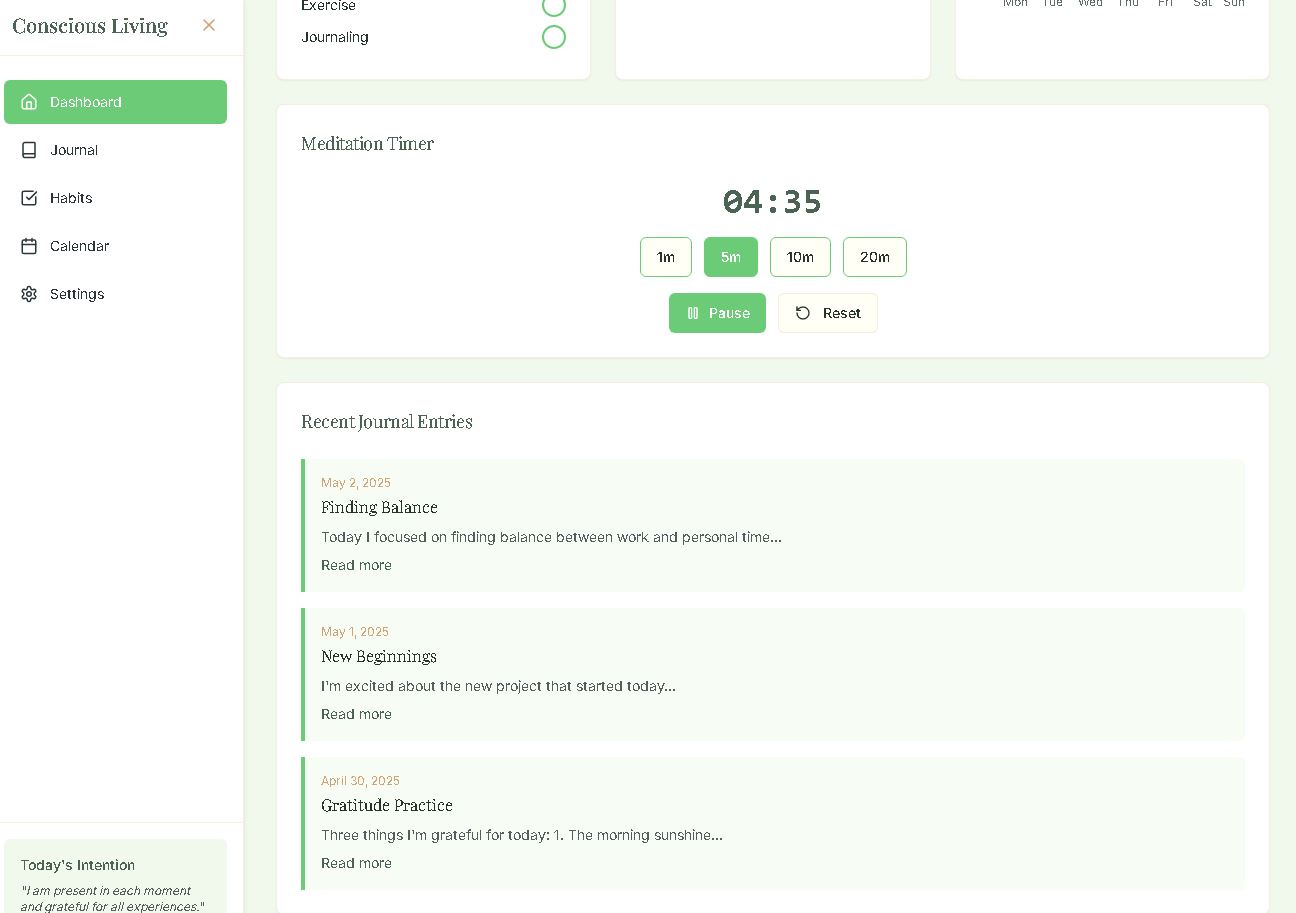 Conscious Living
Dashboard
Journal
Habits
Calendar
Settings
Today's Intention
"I am present in each moment
and grateful for all experiences."
Exercise
Journaling
Mon Tue Wed Thu Fri Sat Sun
Meditation Timer
04:35
1m 5m 10m 20m
Pause Reset
Recent Journal Entries
May 2, 2025
Finding Balance
Today I focused on finding balance between work and personal time...
Read more
May 1, 2025
New Beginnings
I'm excited about the new project that started today...
Read more
April 30, 2025
Gratitude Practice
Three things I'm grateful for today: 1. The morning sunshine...
Read more